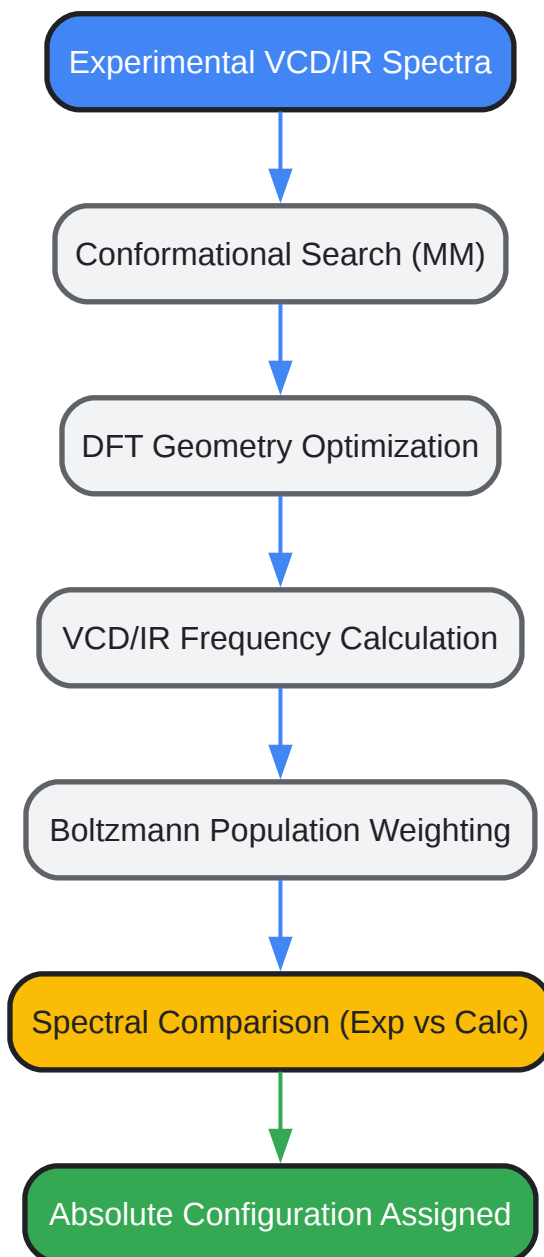 Experimental VCD/IR Spectra
Conformational Search (MM)
DFT Geometry Optimization
VCD/IR Frequency Calculation
Boltzmann Population Weighting
Spectral Comparison (Exp vs Calc)
Absolute Configuration Assigned